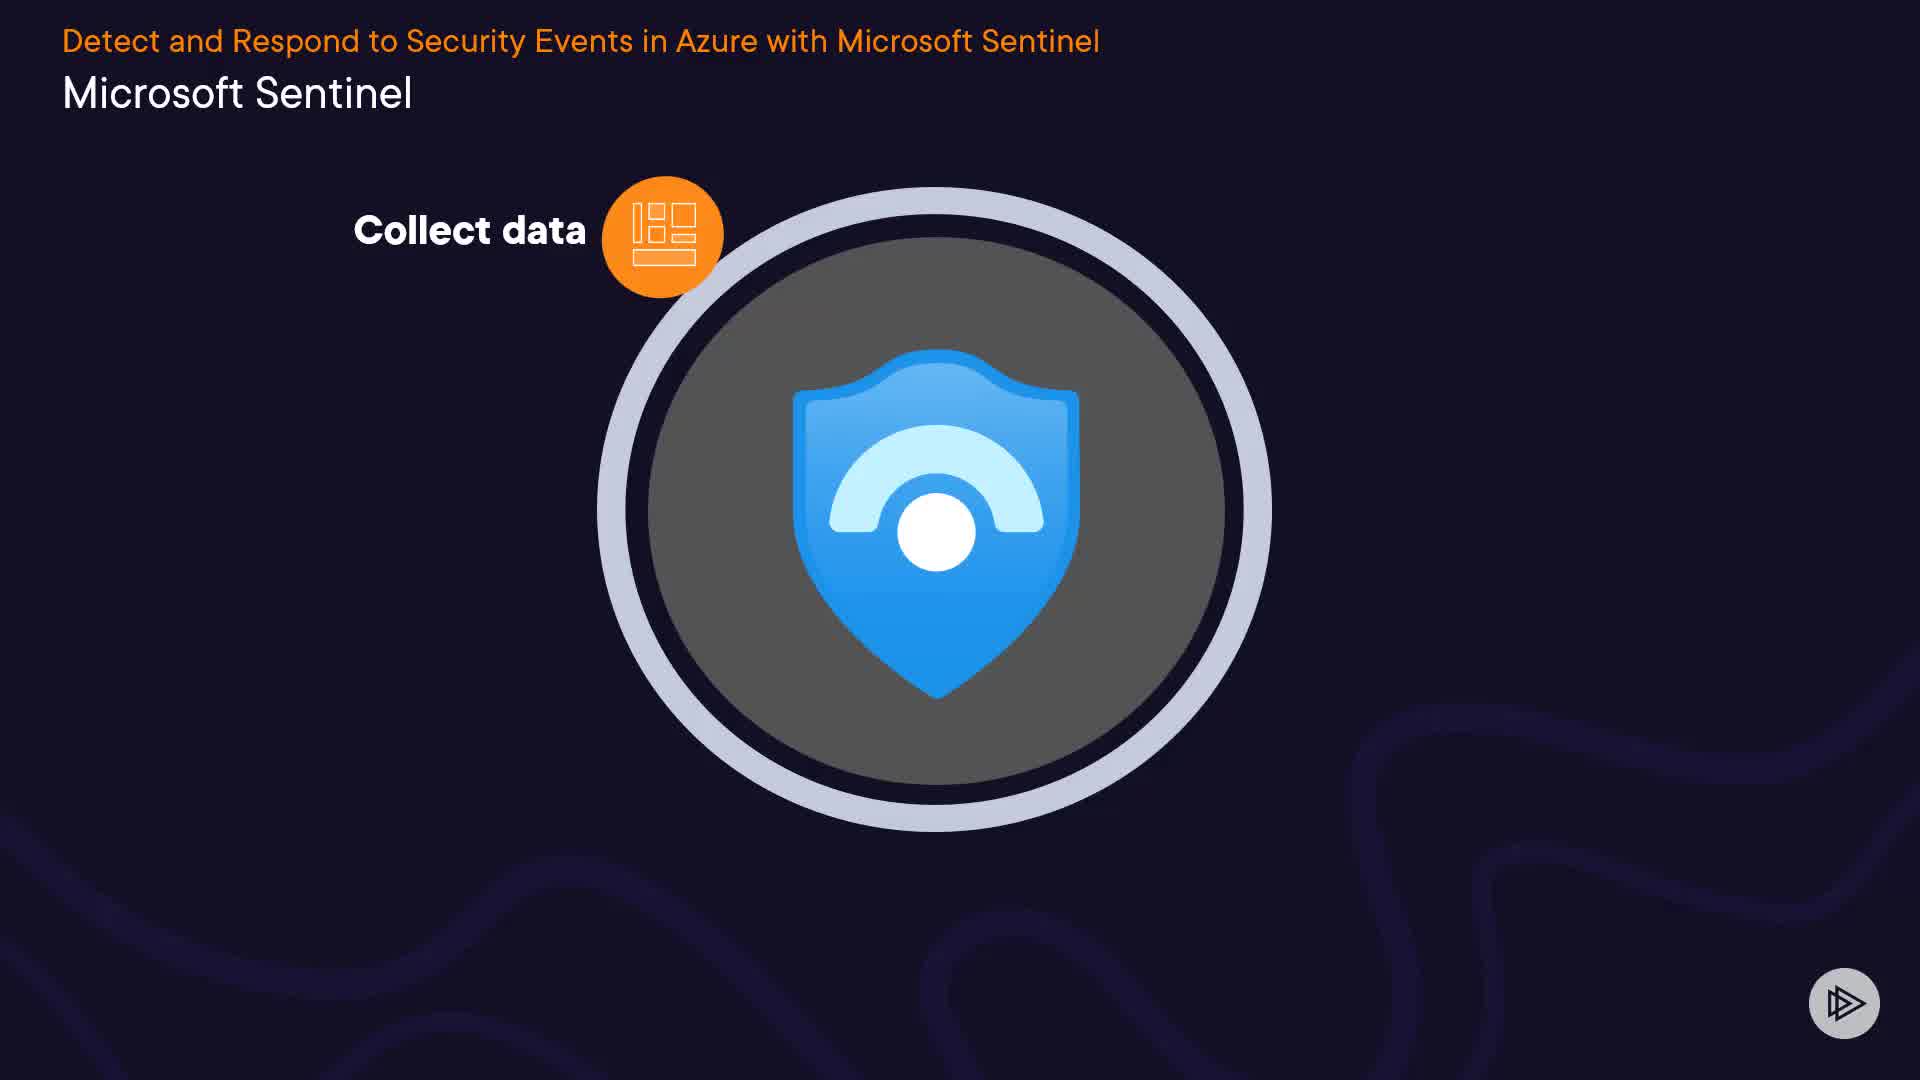 Detect and Respond to Security Events in Azure with Microsoft Sentinel
Microsoft Sentinel
Collect data